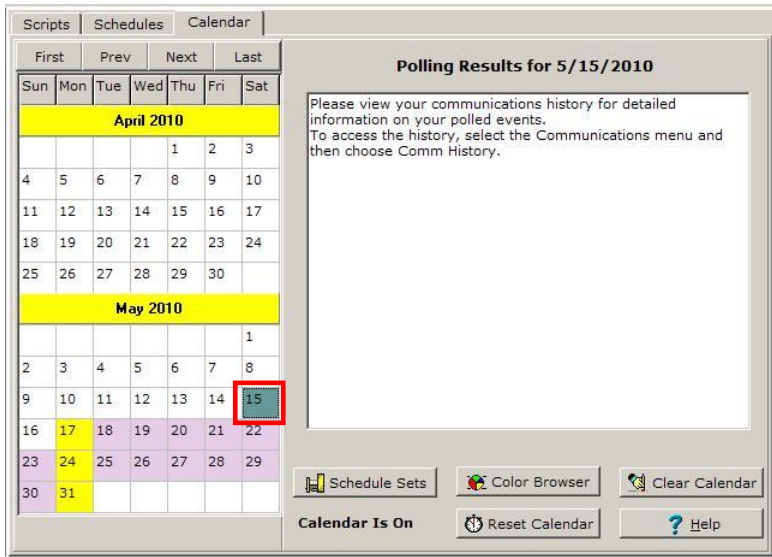 Scripts Schedules Calendar
First Prev Next Last
Sun Mon Tue Wed Thu Fri Sat
April 2010
1 2 3
4 5 6 7 8 9 10
11 12 13 14 15 16 17
18 19 20 21 22 23 24
25 26 27 28 29 30
May 2010
1
2 3 4 5 6 7 8
9 10 11 12 13 14 15
16 17 18 19 20 21 22
23 24 25 26 27 28 29
30 31
Polling Results for 5/15/2010
Please view your communications history for detailed
information on your polled events.
To access the history, select the Communications menu and
then choose Comm History.
Schedule Sets Color Browser Clear Calendar
Calendar Is On Reset Calendar Help